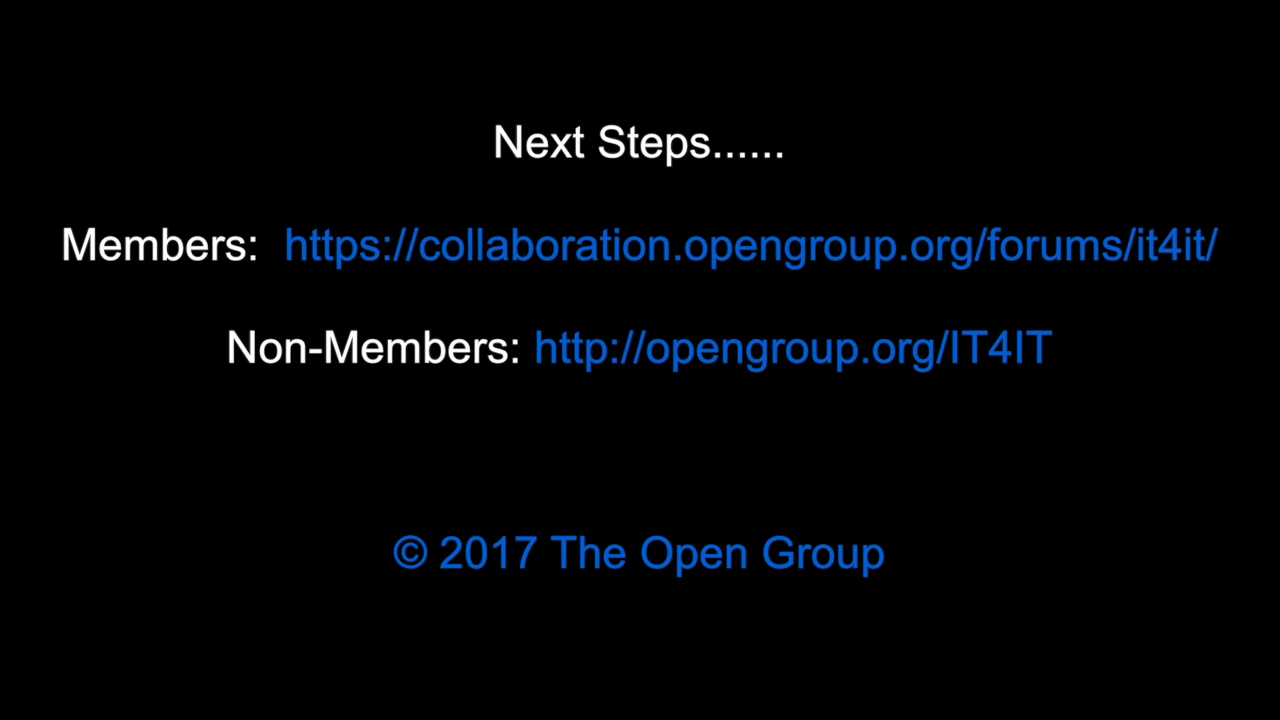 Next Steps......
Members:  https://collaboration.opengroup.org/forums/it4it/
Non-Members: http://opengroup.org/IT4IT
© 2017 The Open Group